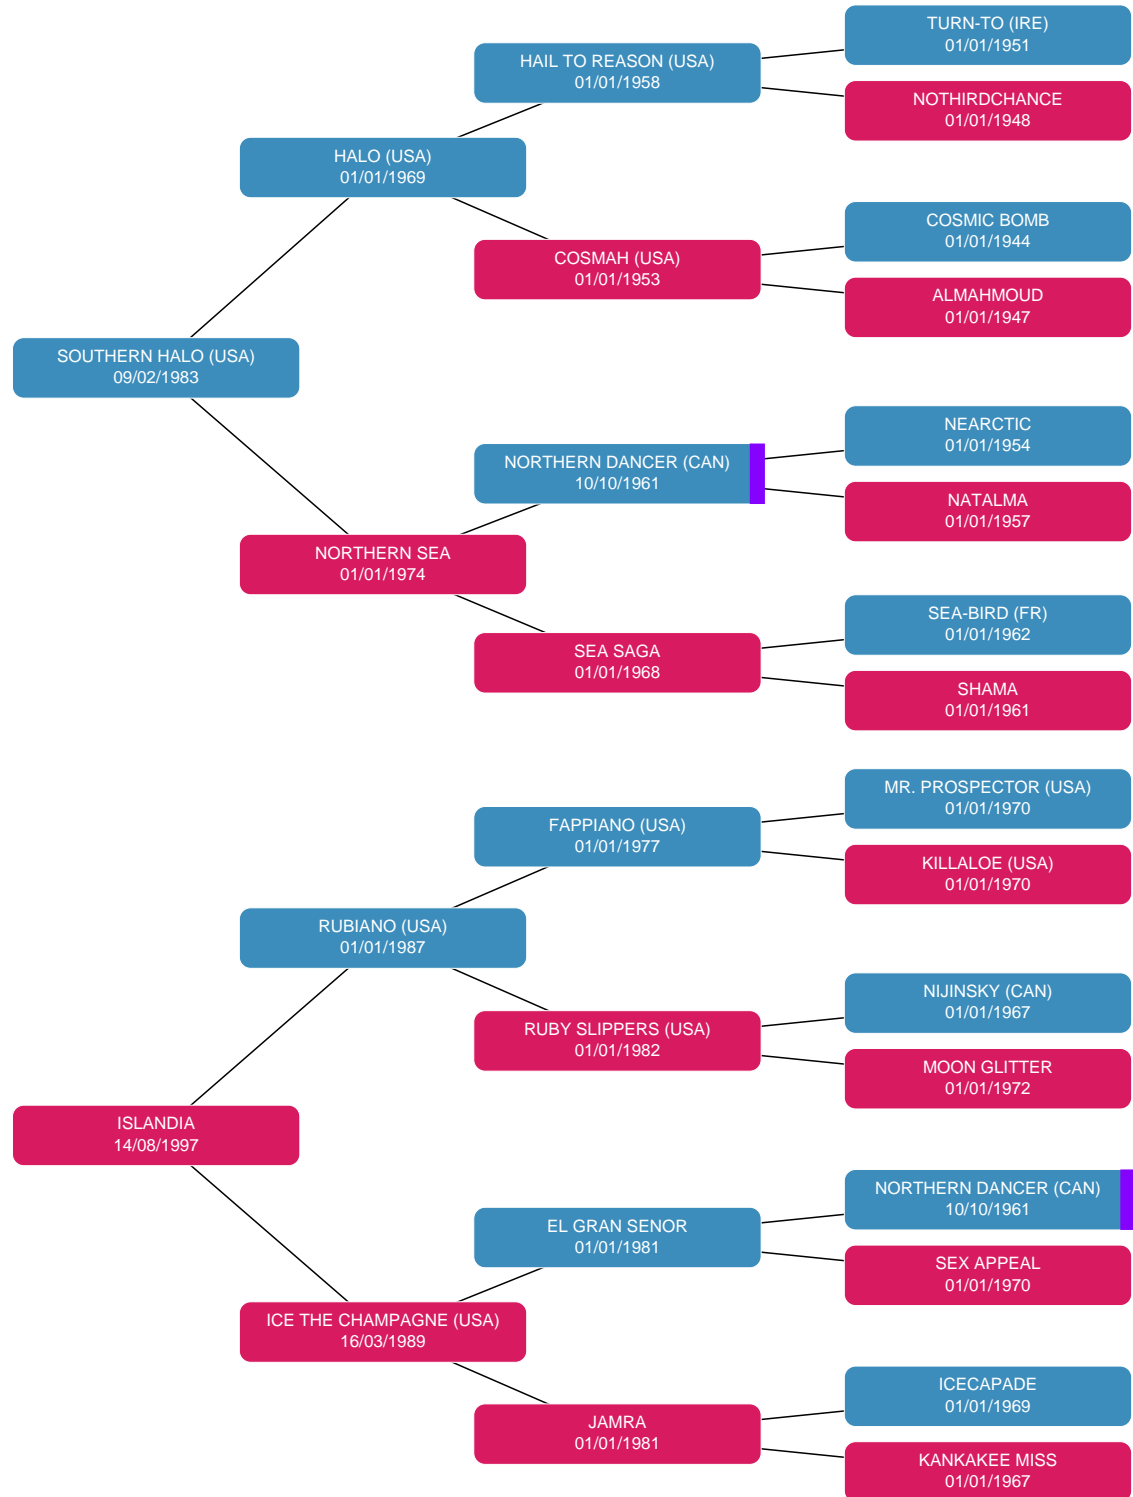 TURN-TO (IRE)
01/01/1951
HAIL TO REASON (USA)
01/01/1958
NOTHIRDCHANCE
01/01/1948
HALO (USA)
01/01/1969
COSMIC BOMB
01/01/1944
COSMAH (USA)
01/01/1953
ALMAHMOUD
01/01/1947
SOUTHERN HALO (USA)
09/02/1983
NEARCTIC
01/01/1954
NORTHERN DANCER (CAN)
10/10/1961
NATALMA
01/01/1957
NORTHERN SEA
01/01/1974
SEA-BIRD (FR)
01/01/1962
SEA SAGA
01/01/1968
SHAMA
01/01/1961
MR. PROSPECTOR (USA)
01/01/1970
FAPPIANO (USA)
01/01/1977
KILLALOE (USA)
01/01/1970
RUBIANO (USA)
01/01/1987
NIJINSKY (CAN)
01/01/1967
RUBY SLIPPERS (USA)
01/01/1982
MOON GLITTER
01/01/1972
ISLANDIA
14/08/1997
NORTHERN DANCER (CAN)
10/10/1961
EL GRAN SENOR
01/01/1981
SEX APPEAL
01/01/1970
ICE THE CHAMPAGNE (USA)
16/03/1989
ICECAPADE
01/01/1969
JAMRA
01/01/1981
KANKAKEE MISS
01/01/1967